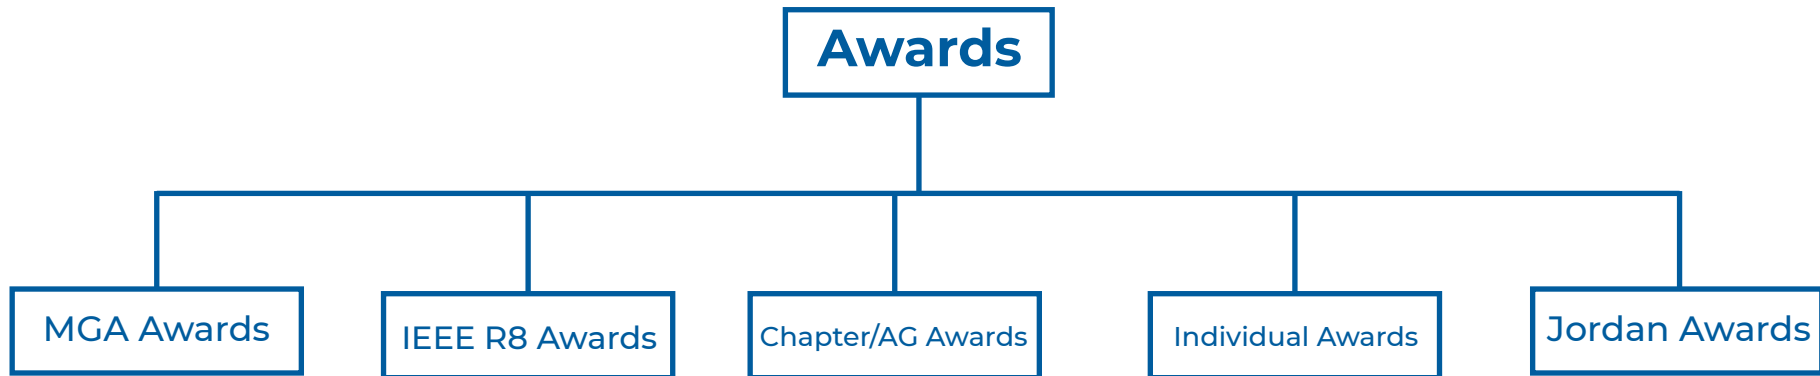 Awards
MGA Awards
IEEE R8 Awards
Chapter/AG Awards
Individual Awards
Jordan Awards